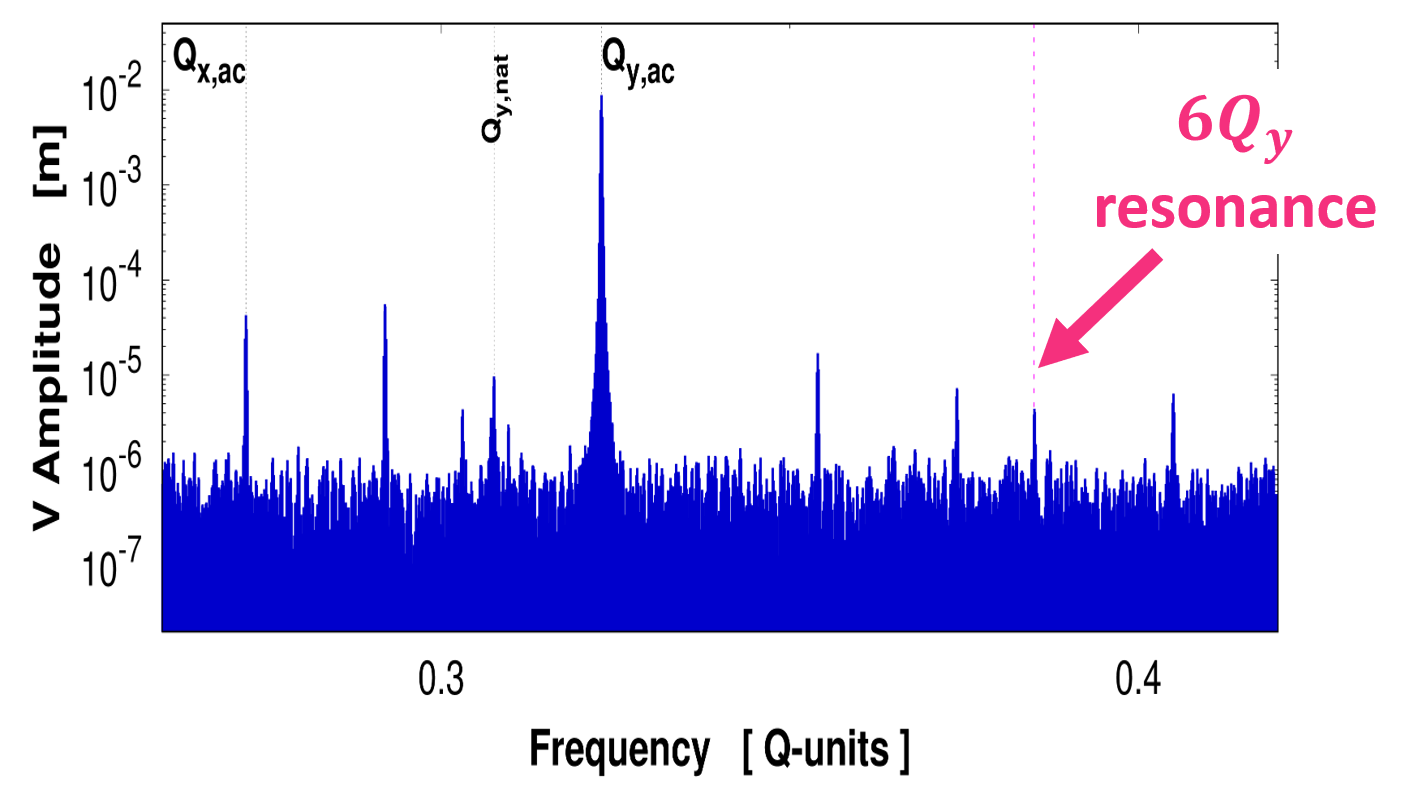 Q_x,ac
Q_y,nat
Q_y,ac
6Q_y
resonance
10^-2
10^-3
10^-4
10^-5
10^-6
10^-7
V Amplitude [m]
0.3
0.4
Frequency [ Q-units ]